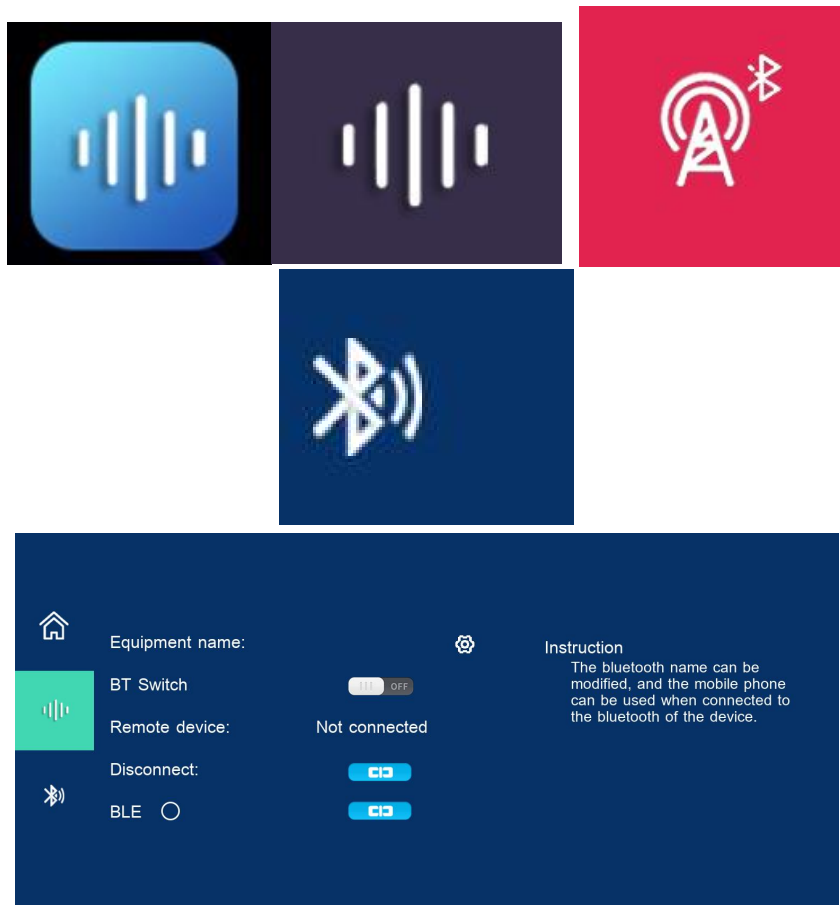 Equipment name:
BT Switch
OFF
Remote device:
Not connected
Disconnect:
BLE
Instruction
The bluetooth name can be
modified, and the mobile phone
can be used when connected to
the bluetooth of the device.